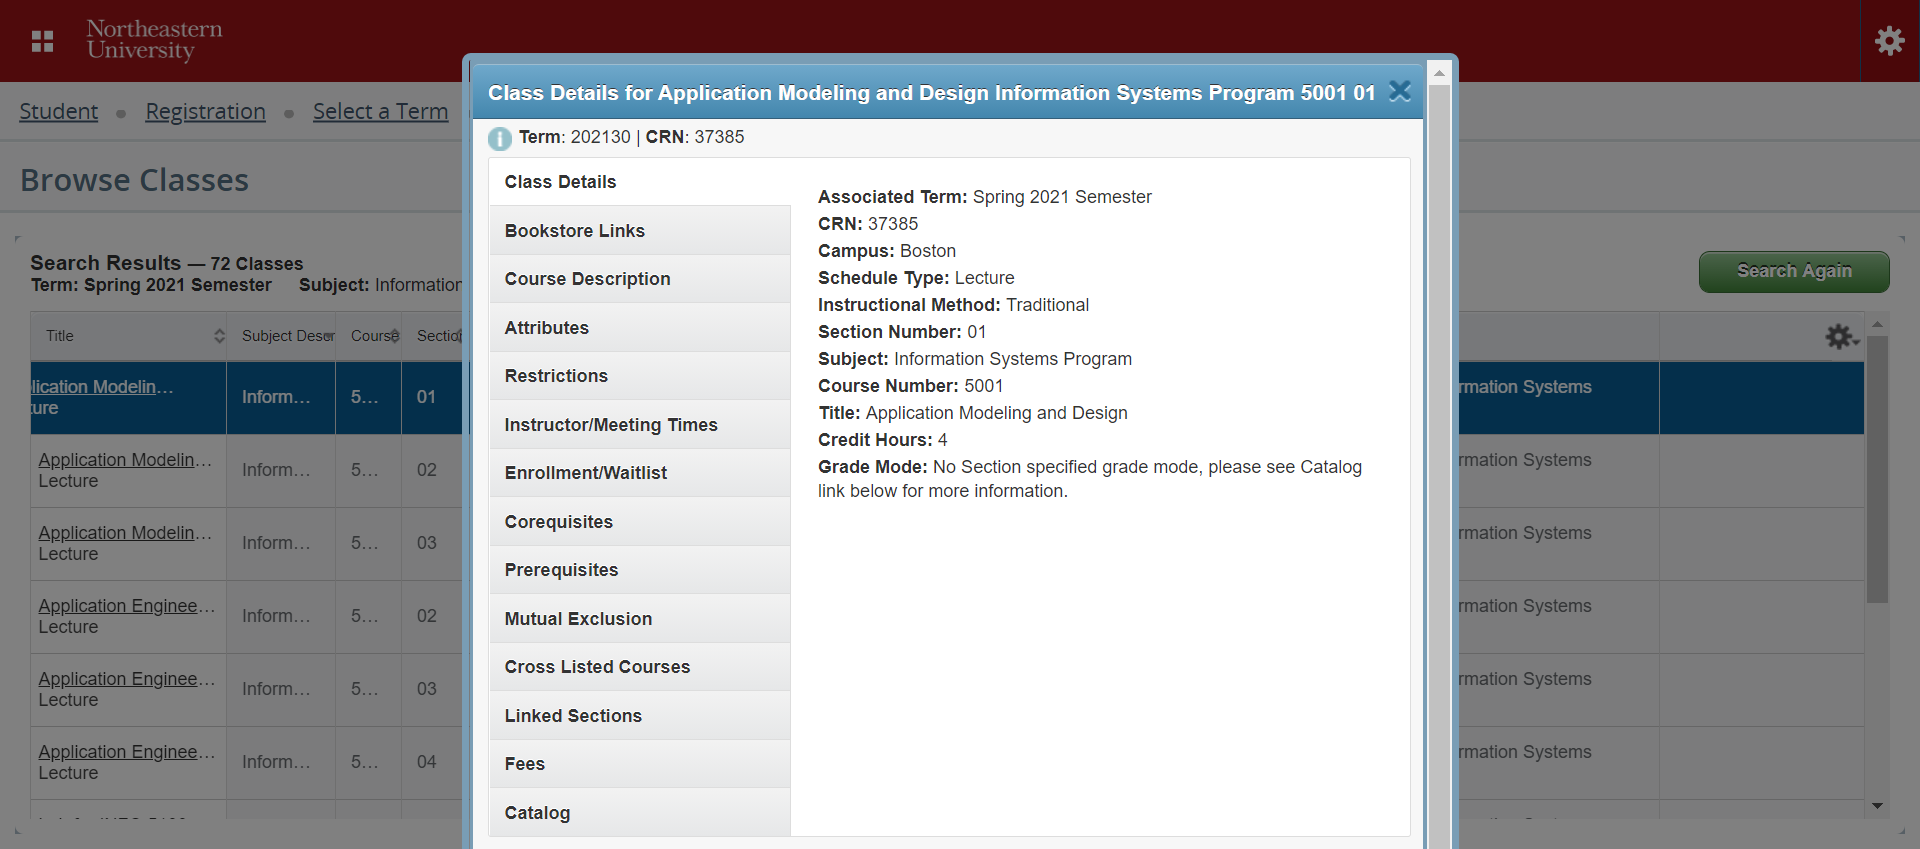 Northeastern
University
Student
Registration
Select a Term
Browse Classes
Search Results — 72 Classes
Term: Spring 2021 Semester Subject: Information
Search Again
Title
Subject Descr
Course
Sectio
lication Modelin…
ture
Inform…
5…
01
rmation Systems
Application Modelin…
Lecture
Inform…
5…
02
rmation Systems
Application Modelin…
Lecture
Inform…
5…
03
rmation Systems
Application Enginee…
Lecture
Inform…
5…
02
rmation Systems
Application Enginee…
Lecture
Inform…
5…
03
rmation Systems
Application Enginee…
Lecture
Inform…
5…
04
rmation Systems
Class Details for Application Modeling and Design Information Systems Program 5001 01
Term: 202130 | CRN: 37385
Class Details
Bookstore Links
Course Description
Attributes
Restrictions
Instructor/Meeting Times
Enrollment/Waitlist
Corequisites
Prerequisites
Mutual Exclusion
Cross Listed Courses
Linked Sections
Fees
Catalog
Associated Term: Spring 2021 Semester
CRN: 37385
Campus: Boston
Schedule Type: Lecture
Instructional Method: Traditional
Section Number: 01
Subject: Information Systems Program
Course Number: 5001
Title: Application Modeling and Design
Credit Hours: 4
Grade Mode: No Section specified grade mode, please see Catalog
link below for more information.